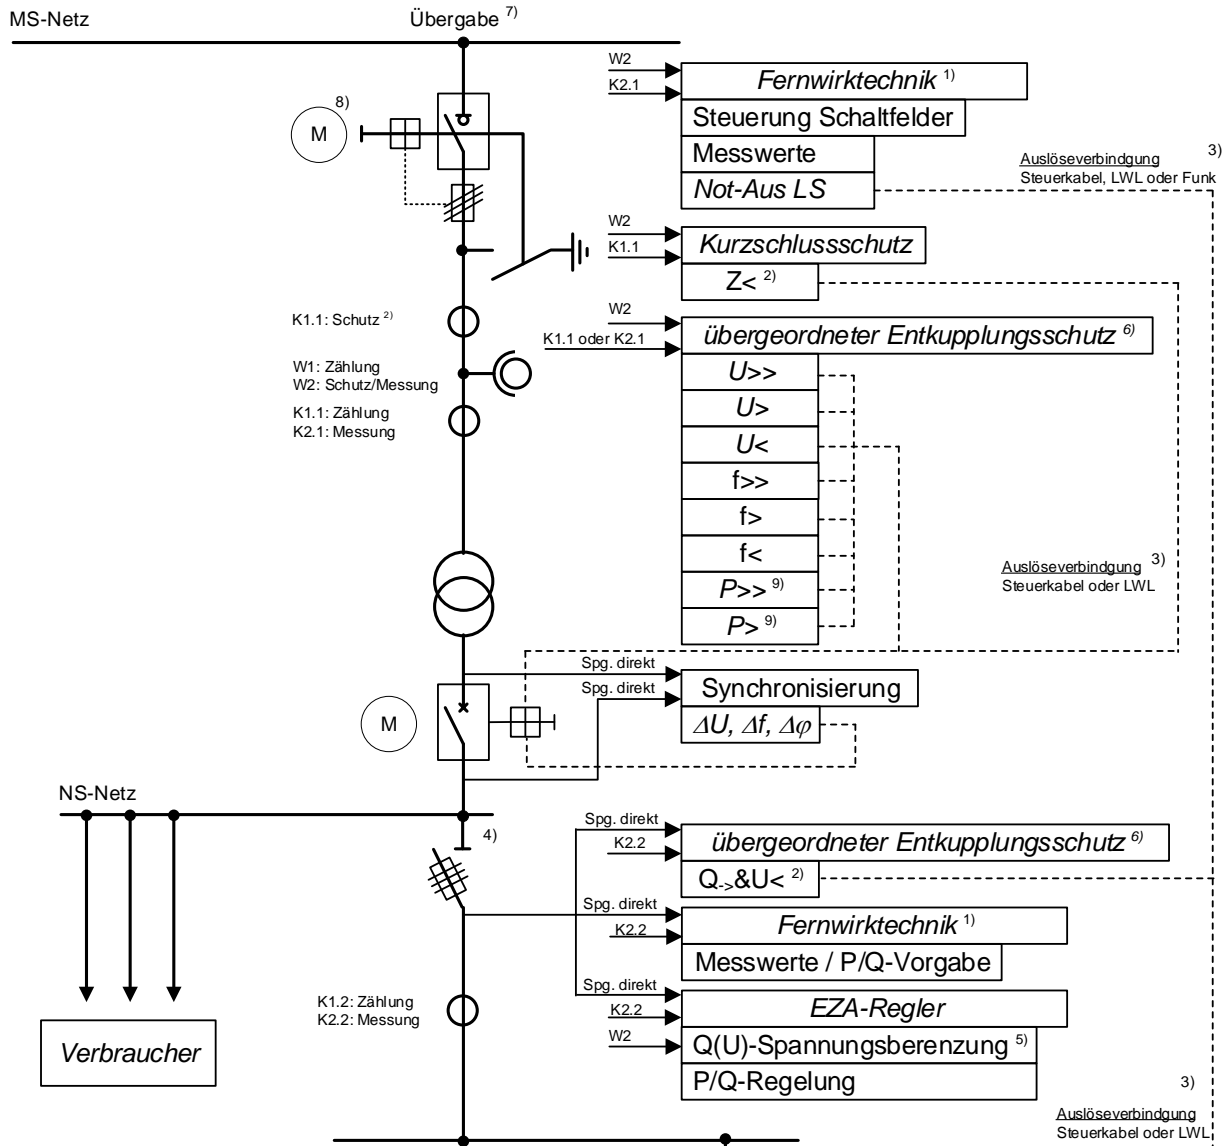 MS-Netz
Übergabe 7)
W2
K2.1
Fernwirktechnik 1)
Steuerung Schaltfelder
Messwerte
Not-Aus LS
Auslöseverbindgung 3)
Steuerkabel, LWL oder Funk
8)
M
W2
K1.1
Kurzschlussschutz
Z< 2)
K1.1: Schutz 2)
W1: Zählung
W2: Schutz/Messung
K1.1: Zählung
K2.1: Messung
W2
K1.1 oder K2.1
übergeordneter Entkupplungsschutz 6)
U>>
U>
U<
f>>
f>
f<
P>> 9)
P> 9)
Auslöseverbindgung 3)
Steuerkabel oder LWL
Spg. direkt
Spg. direkt
Synchronisierung
ΔU, Δf, Δφ
M
NS-Netz
4)
Spg. direkt
K2.2
übergeordneter Entkupplungsschutz 6)
Q->&U< 2)
Spg. direkt
K2.2
Fernwirktechnik 1)
Messwerte / P/Q-Vorgabe
Spg. direkt
K2.2
W2
EZA-Regler
Q(U)-Spannungsberenzung 5)
P/Q-Regelung
K1.2: Zählung
K2.2: Messung
Verbraucher
3)
Auslöseverbindgung
Steuerkabel oder LWL